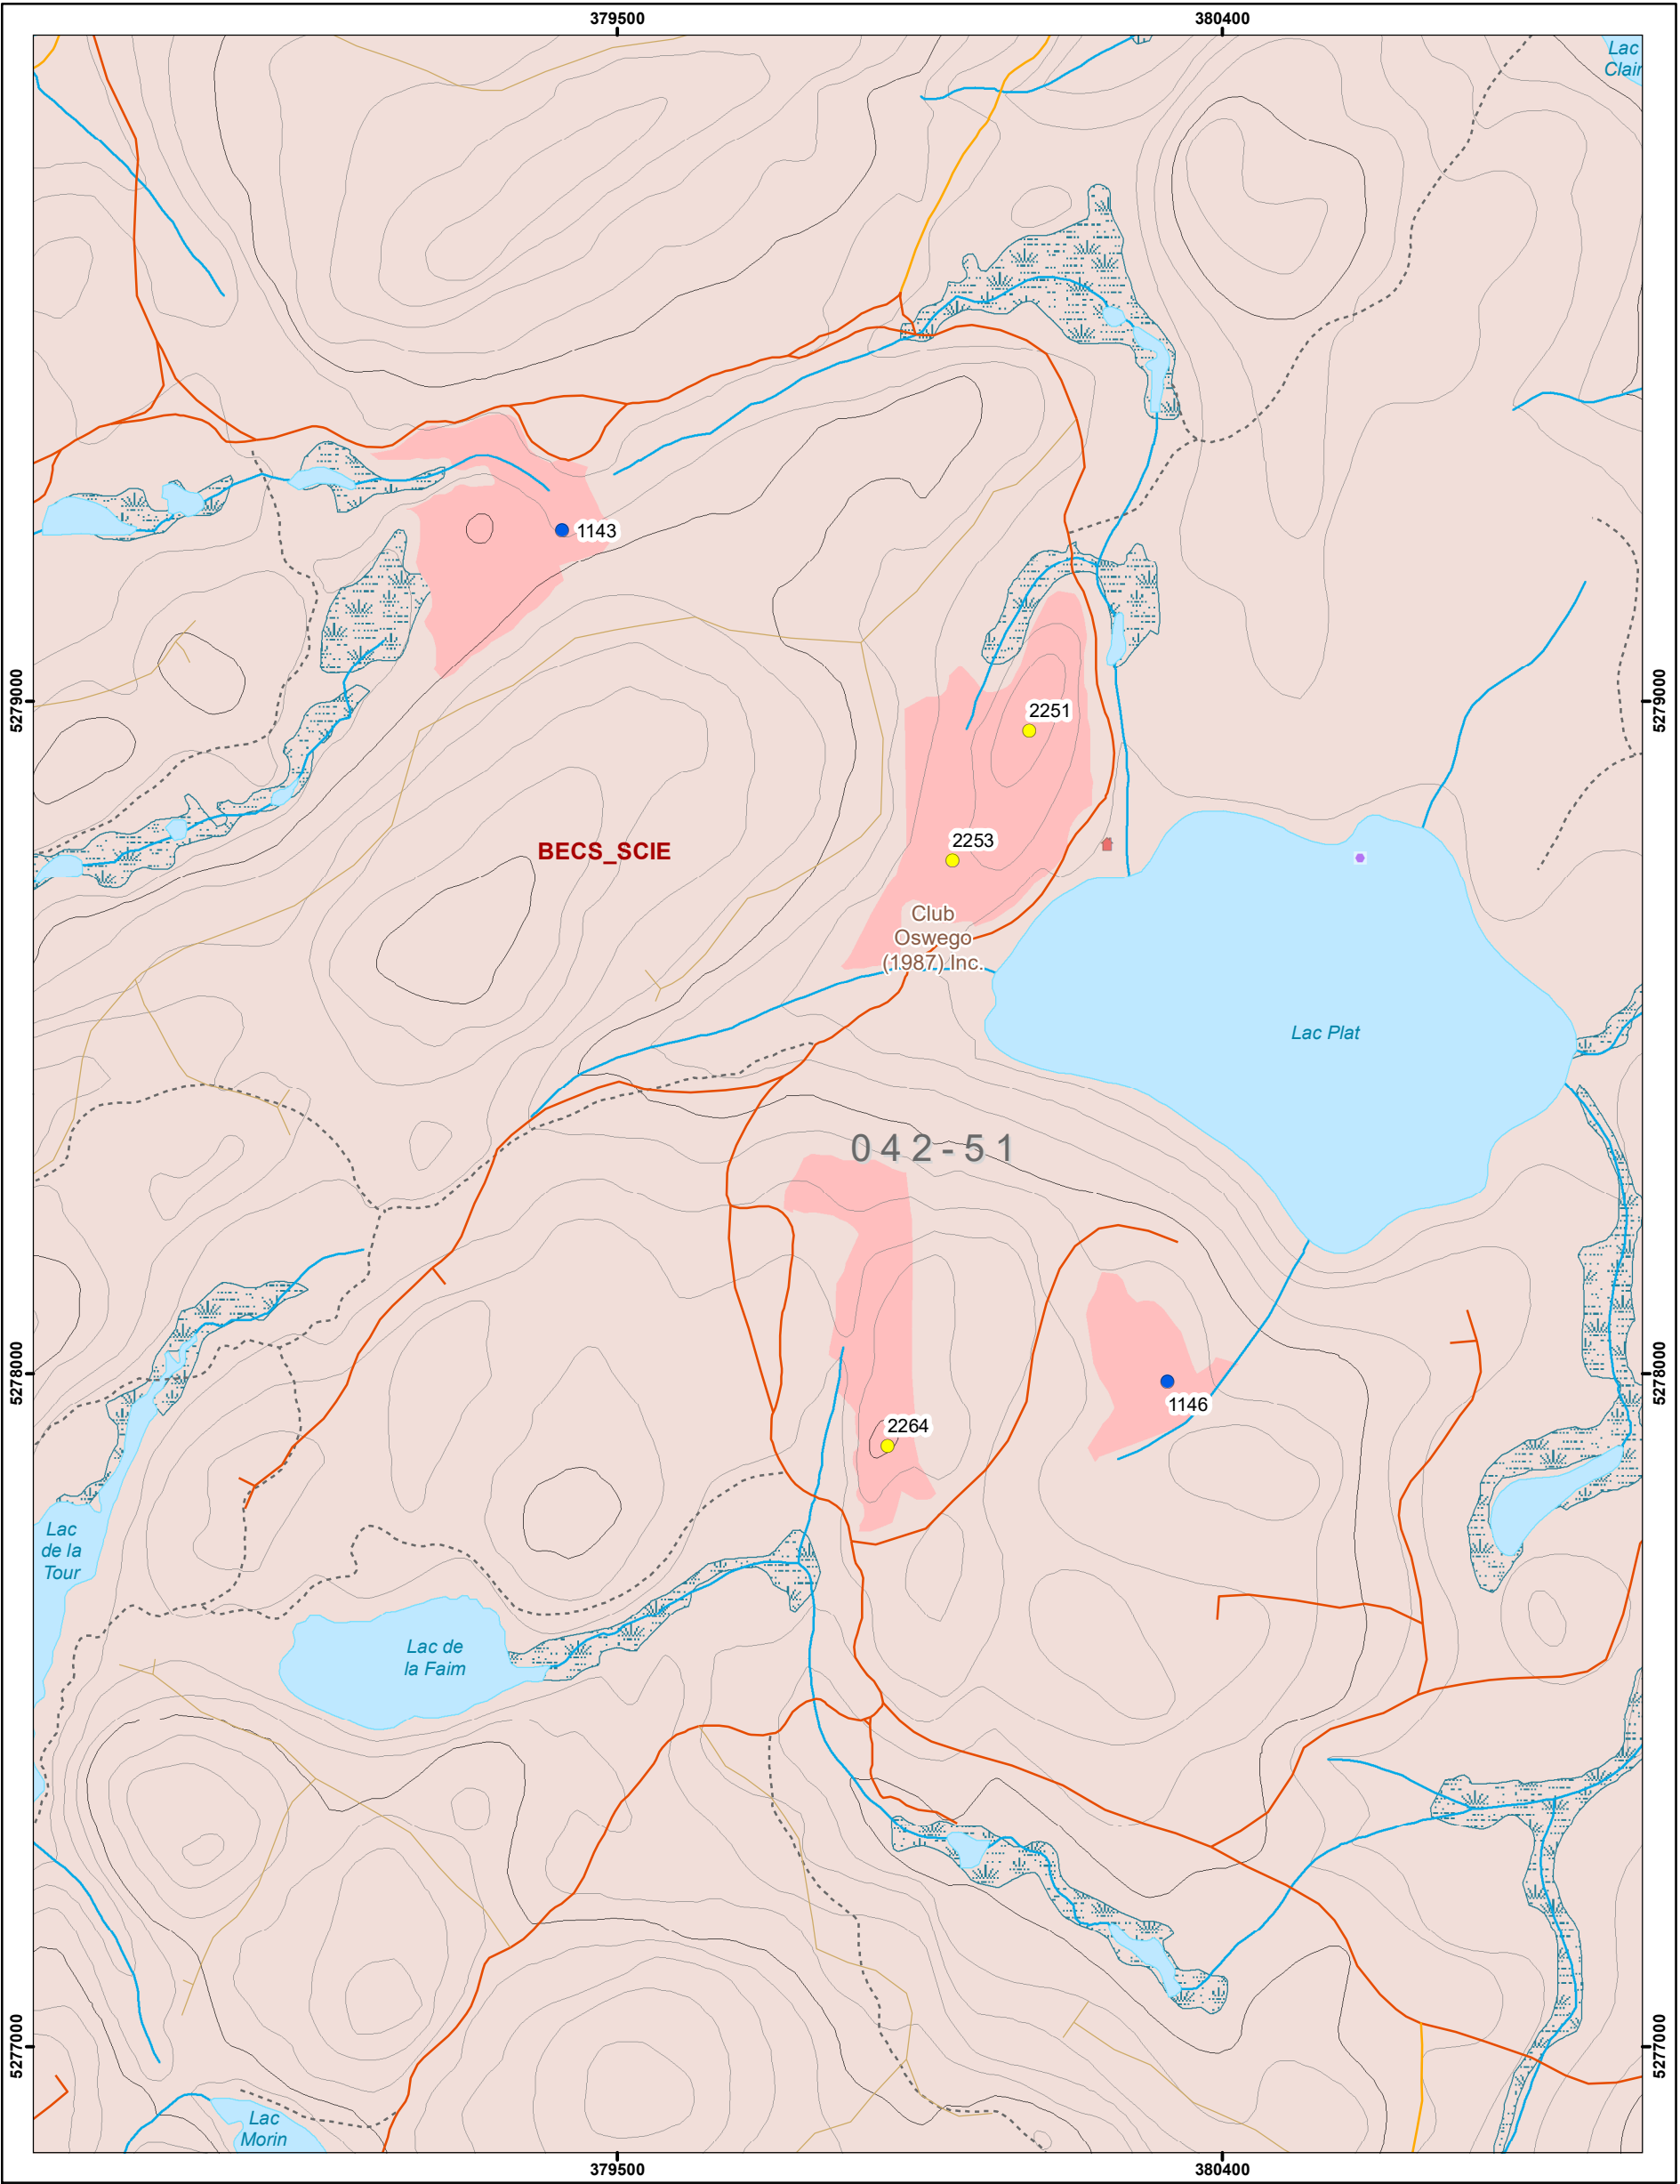 379500
380400
Lac
Clair
1143
5279000
5279000
2251
2253
BECS_SCIE
Club
Oswego
(1987) Inc.
Lac Plat
042-51
5278000
5278000
1146
2264
Lac
de la
Tour
Lac de
la Faim
5277000
5277000
Lac
Morin
379500
380400